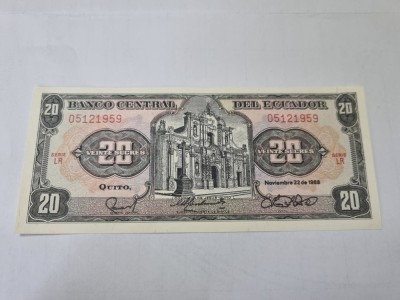 20 BANCO CENTRAL DEL ECUADOR 20
05121959 05121959
20 20
SERIE LR SERIE LR
VEINTE SUCRES VEINTE SUCRES
QUITO, Noviembre 22 de 1988
20 20